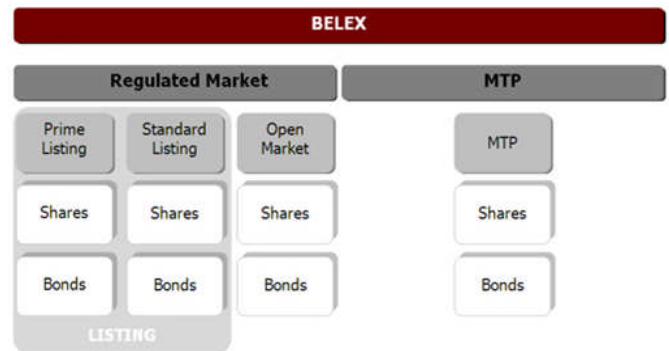 BELEX
Regulated Market
MTP
Prime
Listing
Standard
Listing
Open
Market
MTP
Shares
Shares
Shares
Shares
Bonds
Bonds
Bonds
Bonds
LISTING